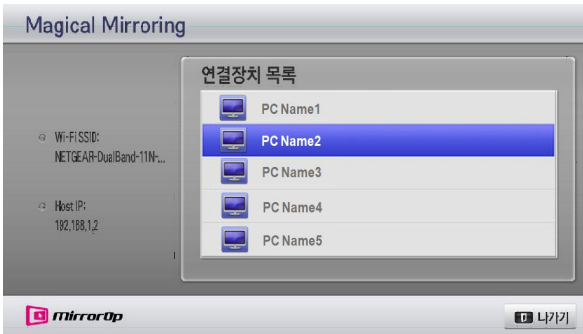 Magical Mirroring
연결장치 목록
PC Name1
PC Name2
PC Name3
PC Name4
PC Name5
Wi-Fi SSID:
NETGEAR-DualBand-11N-...
Host IP:
192,188,1,2
MirrorOp
나가기